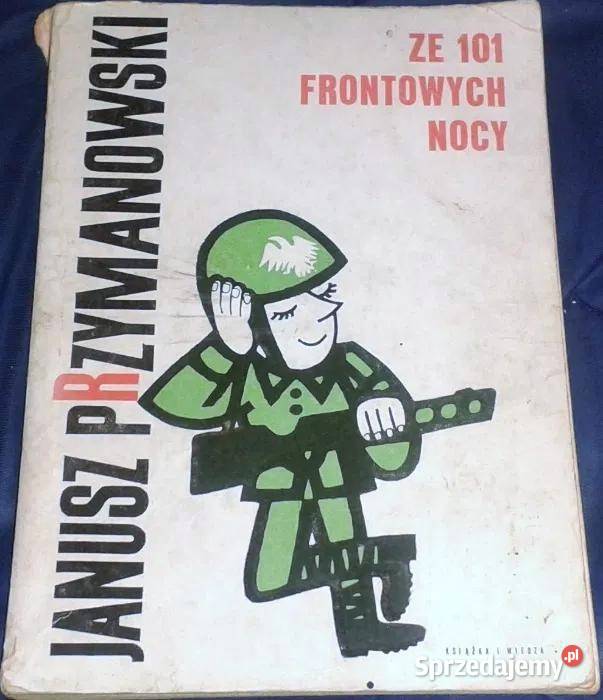 JANUSZ PRZYMANOWSKI
ZE 101
FRONTOWYCH
NOCY
KSIĄŻKA I WIEDZA
Sprzedajemy.pl